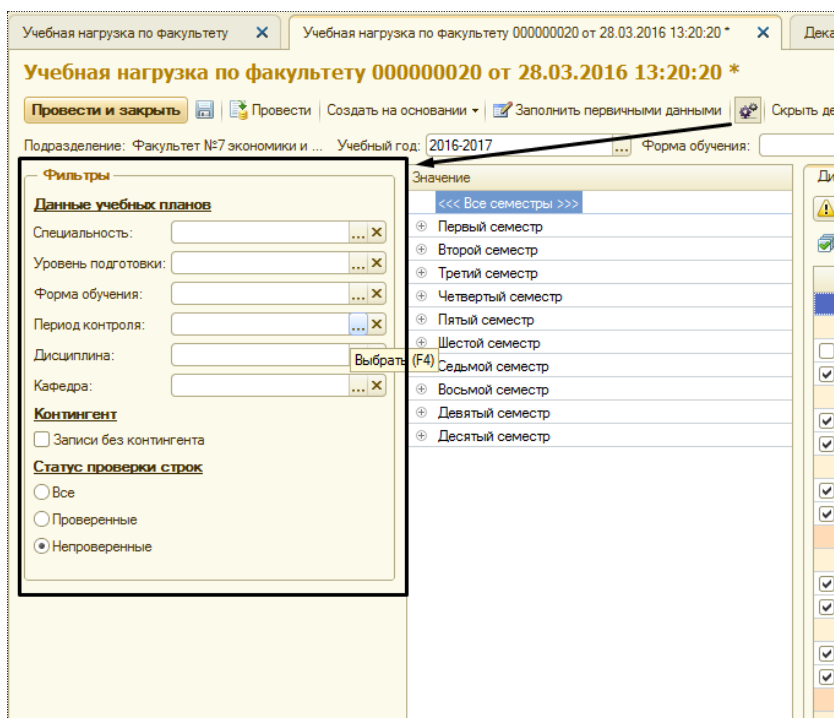 Учебная нагрузка по факультету
Учебная нагрузка по факультету 000000020 от 28.03.2016 13:20:20 *
Дека
Учебная нагрузка по факультету 000000020 от 28.03.2016 13:20:20 *
Провести и закрыть Провести Создать на основании Заполнить первичными данными Скрыть де
Подразделение: Факультет №7 экономики и ... Учебный год: 2016-2017 ... Форма обучения:
Фильтры
Данные учебных планов
Специальность: ...
Уровень подготовки: ...
Форма обучения: ...
Период контроля: ...
Дисциплина:
Выбрать (F4)
Кафедра: ...
Контингент
Записи без контингента
Статус проверки строк
Все
Проверенные
Непроверенные
Значение
<<< Все семестры >>>
Первый семестр
Второй семестр
Третий семестр
Четвертый семестр
Пятый семестр
Шестой семестр
Седьмой семестр
Восьмой семестр
Девятый семестр
Десятый семестр
Ди